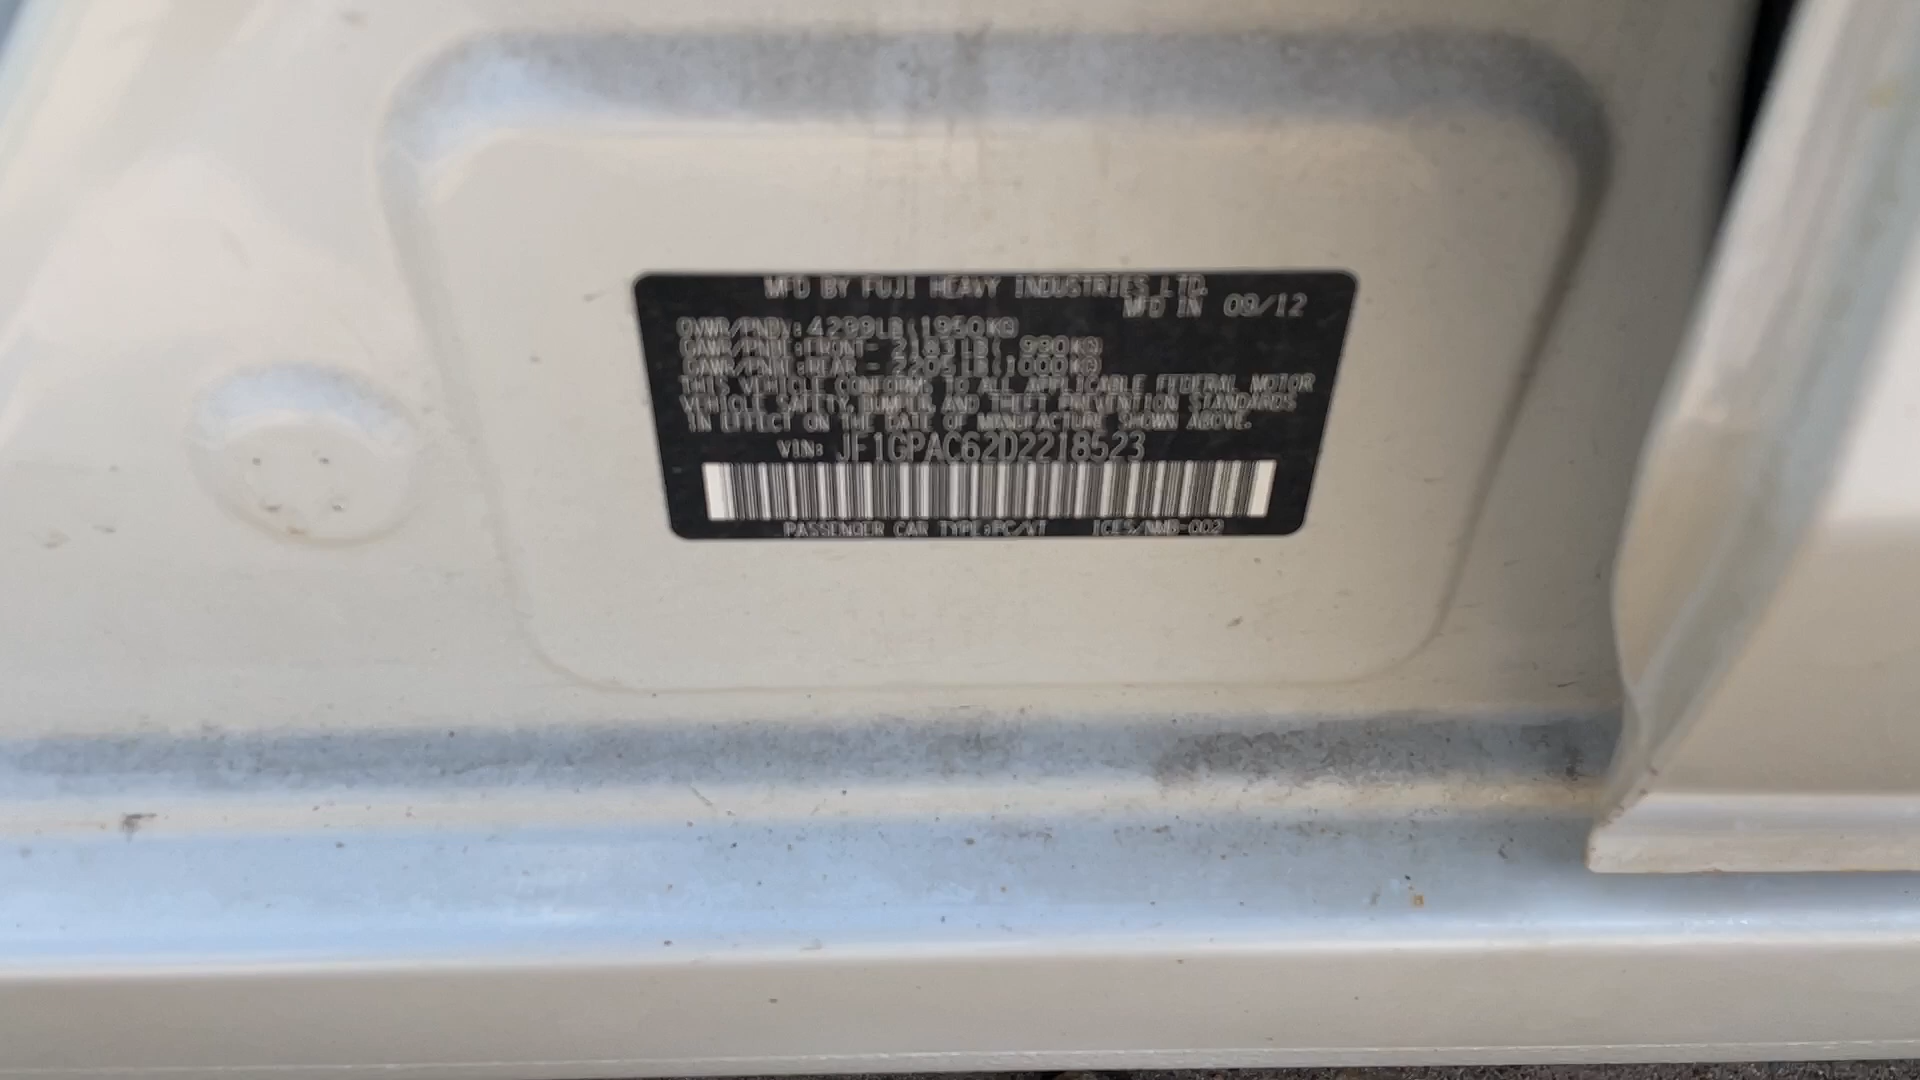 MFD BY FUJI HEAVY INDUSTRIES LTD.
MFD IN 09/12
GVWR/PNBV: 4299LB(1950KG)
GAWR/PNBE:FRONT- 2183LB( 990KG)
GAWR/PNBE:REAR - 2205LB(1000KG)
THIS VEHICLE CONFORMS TO ALL APPLICABLE FEDERAL MOTOR
VEHICLE SAFETY, BUMPER, AND THEFT PREVENTION STANDARDS
IN EFFECT ON THE DATE OF MANUFACTURE SHOWN ABOVE.
VIN: JF1GPAC62D2218523
PASSENGER CAR TYPE:PC/VT ICES/NMB-002